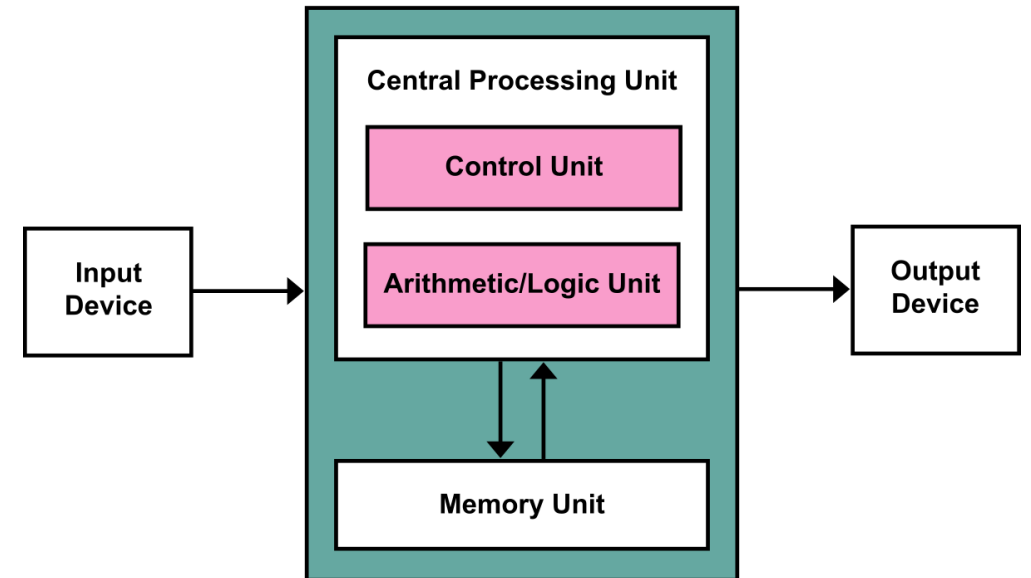 Central Processing Unit
Control Unit
Arithmetic/Logic Unit
Input
Device
Output
Device
Memory Unit